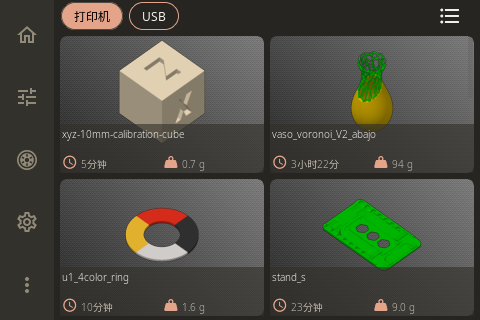 打印机
USB
xyz-10mm-calibration-cube
5分钟
0.7 g
vaso_voronoi_V2_abajo
3小时22分
94 g
u1_4color_ring
10分钟
1.6 g
stand_s
23分钟
9.0 g